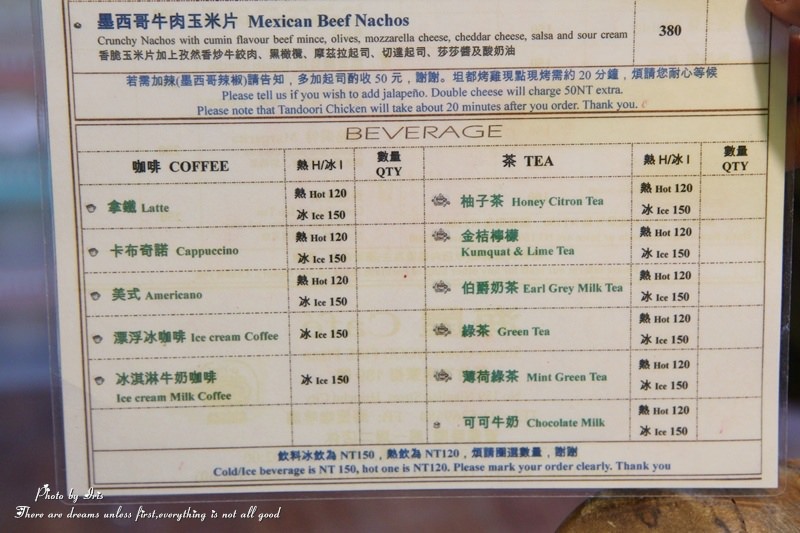 墨西哥牛肉玉米片 Mexican Beef Nachos
Crunchy Nachos with cumin flavour beef mince, olives, mozzarella cheese, cheddar cheese, salsa and sour cream
380
香脆玉米片加上孜然香炒牛絞肉、黑橄欖、摩茲拉起司、切達起司、莎莎醬及酸奶油
若需加辣(墨西哥辣椒)請告知，多加起司酌收 50 元，謝謝。坦都烤雞現點現烤需約 20 分鐘，煩請您耐心等候
Please tell us if you wish to add jalapeño. Double cheese will charge 50NT extra.
Please note that Tandoori Chicken will take about 20 minutes after you order. Thank you.
BEVERAGE
咖啡 COFFEE 熱 H/冰 I 數量 QTY 茶 TEA 熱 H/冰 I 數量 QTY
拿鐵 Latte 熱 Hot 120 冰 Ice 150 柚子茶 Honey Citron Tea 熱 Hot 120 冰 Ice 150
卡布奇諾 Cappuccino 熱 Hot 120 冰 Ice 150 金桔檸檬 Kumquat & Lime Tea 熱 Hot 120 冰 Ice 150
美式 Americano 熱 Hot 120 冰 Ice 150 伯爵奶茶 Earl Grey Milk Tea 熱 Hot 120 冰 Ice 150
漂浮冰咖啡 Ice cream Coffee 冰 Ice 150 綠茶 Green Tea 熱 Hot 120 冰 Ice 150
冰淇淋牛奶咖啡 Ice cream Milk Coffee 冰 Ice 150 薄荷綠茶 Mint Green Tea 熱 Hot 120 冰 Ice 150
可可牛奶 Chocolate Milk 熱 Hot 120 冰 Ice 150
飲料冰飲為 NT150，熱飲為 NT120，煩請圈選數量，謝謝
Cold/Ice beverage is NT 150, hot one is NT120. Please mark your order clearly. Thank you
Photo by Iris
There are dreams unless first,everything is not all good